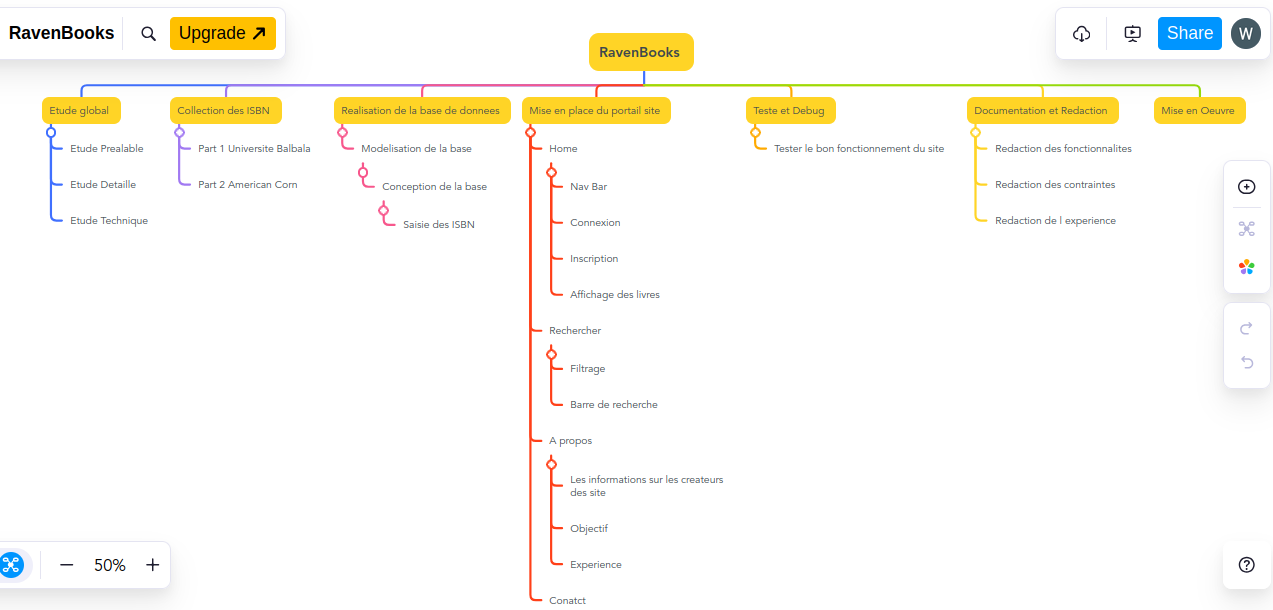 RavenBooks
Upgrade
Share
W
RavenBooks
Etude global
Etude Prealable
Etude Detaille
Etude Technique
Collection des ISBN
Part 1 Universite Balbala
Part 2 American Corn
Realisation de la base de donnees
Modelisation de la base
Conception de la base
Saisie des ISBN
Mise en place du portail site
Home
Nav Bar
Connexion
Inscription
Affichage des livres
Rechercher
Filtrage
Barre de recherche
A propos
Les informations sur les createurs
des site
Objectif
Experience
Conatct
Teste et Debug
Tester le bon fonctionnement du site
Documentation et Redaction
Redaction des fonctionnalites
Redaction des contraintes
Redaction de l experience
Mise en Oeuvre
50%